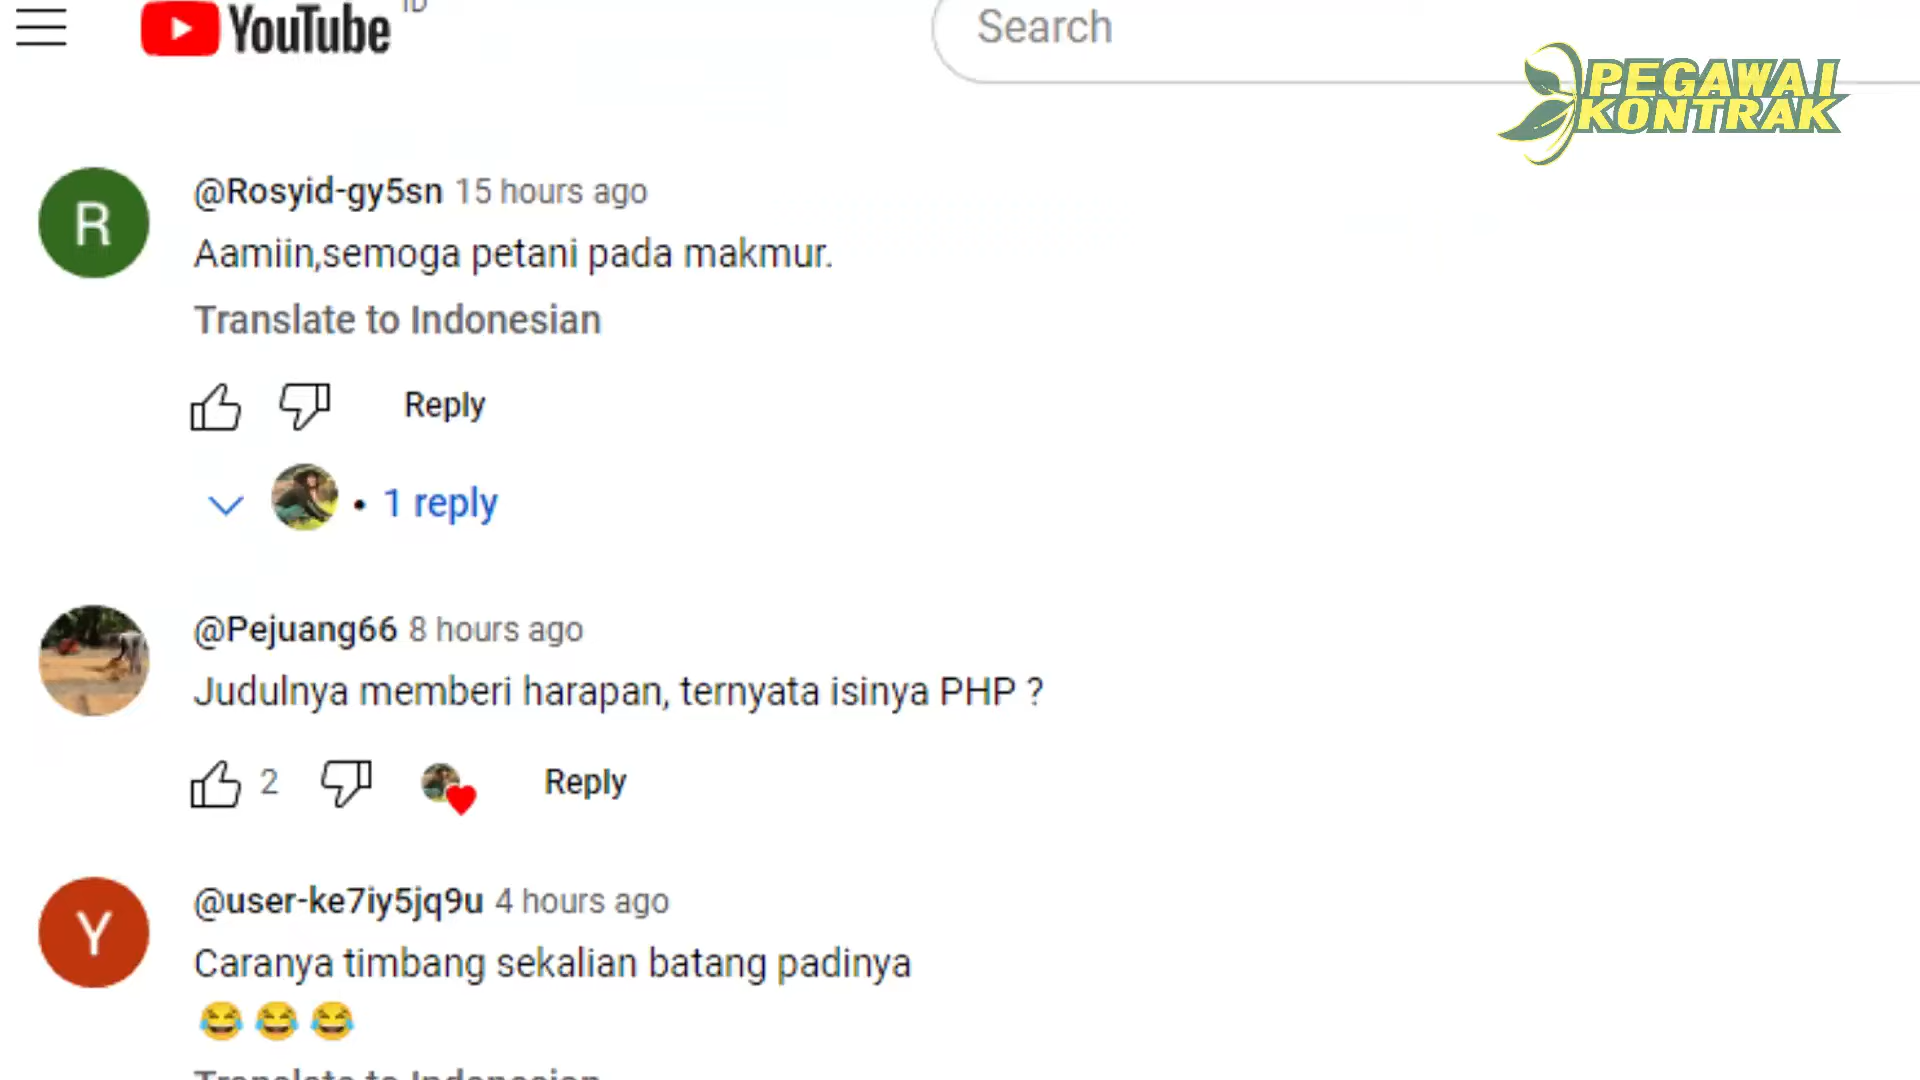 YouTube
ID
Search
PEGAWAI
KONTRAK
R
@Rosyid-gy5sn 15 hours ago
Aamiin,semoga petani pada makmur.
Translate to Indonesian
Reply
• 1 reply
@Pejuang66 8 hours ago
Judulnya memberi harapan, ternyata isinya PHP ?
2 Reply
Y
@user-ke7iy5jq9u 4 hours ago
Caranya timbang sekalian batang padinya
😂😂😂
Translate to Indonesian